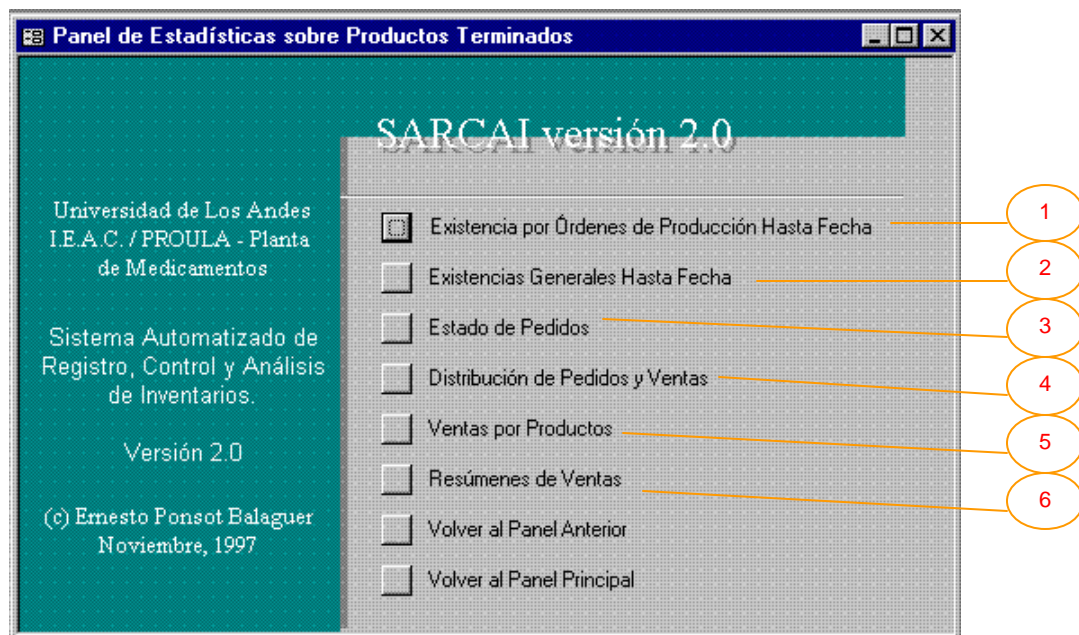 Panel de Estadísticas sobre Productos Terminados
SARCAI versión 2.0
Universidad de Los Andes
I.E.A.C. / PROULA - Planta
de Medicamentos
Sistema Automatizado de
Registro, Control y Análisis
de Inventarios.
Versión 2.0
(c) Ernesto Ponsot Balaguer
Noviembre, 1997
Existencia por Órdenes de Producción Hasta Fecha
1
Existencias Generales Hasta Fecha
2
Estado de Pedidos
3
Distribución de Pedidos y Ventas
4
Ventas por Productos
5
Resúmenes de Ventas
6
Volver al Panel Anterior
Volver al Panel Principal